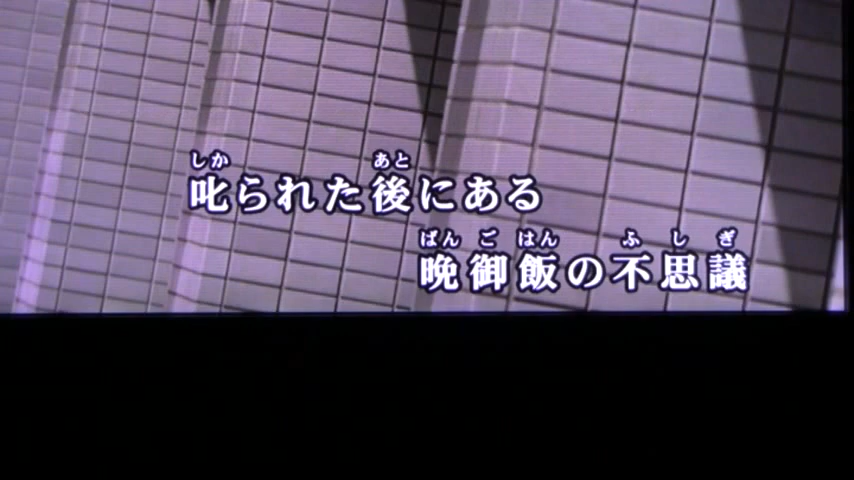 しか あと
叱られた後にある
ばん ご はん ふ し ぎ
晩御飯の不思議